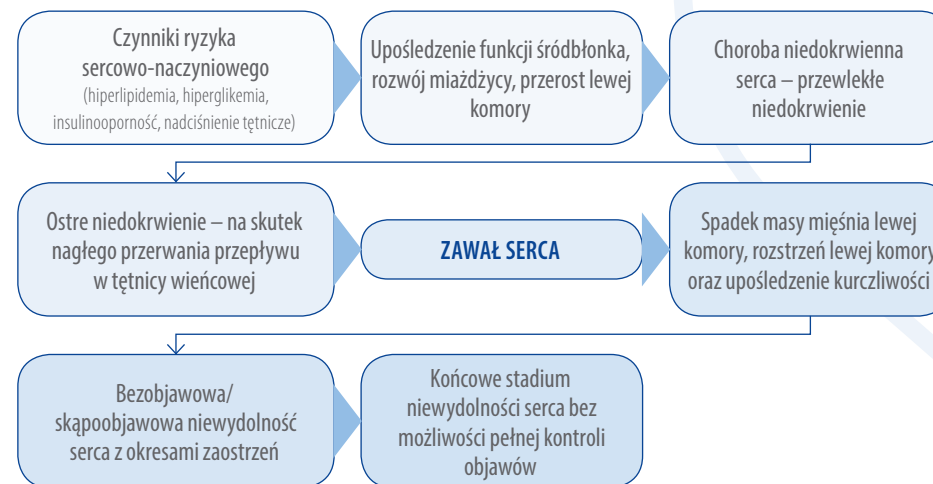 Czynniki ryzyka
sercowo-naczyniowego
(hiperlipidemia, hiperglikemia,
insulinooporność, nadciśnienie tętnicze)
Upośledzenie funkcji śródbłonka,
rozwój miażdżycy, przerost lewej
komory
Choroba niedokrwienna
serca – przewlekłe
niedokrwienie
Ostre niedokrwienie – na skutek
nagłego przerwania przepływu
w tętnicy wieńcowej
ZAWAŁ SERCA
Spadek masy mięśnia lewej
komory, rozstrzeń lewej komory
oraz upośledzenie kurczliwości
Bezobjawowa/
skąpoobjawowa niewydolność
serca z okresami zaostrzeń
Końcowe stadium
niewydolności serca bez
możliwości pełnej kontroli
objawów